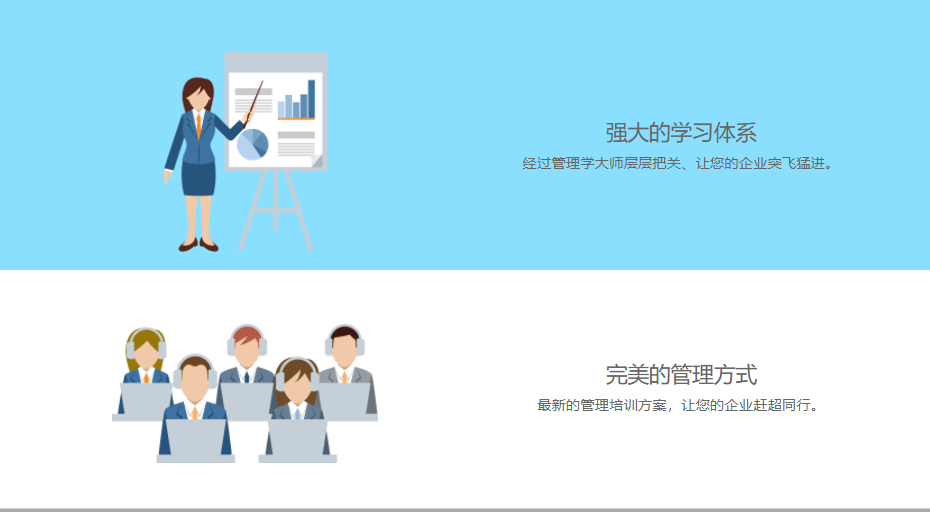 强大的学习体系
经过管理学大师层层把关、让您的企业突飞猛进。
完美的管理方式
最新的管理培训方案，让您的企业赶超同行。